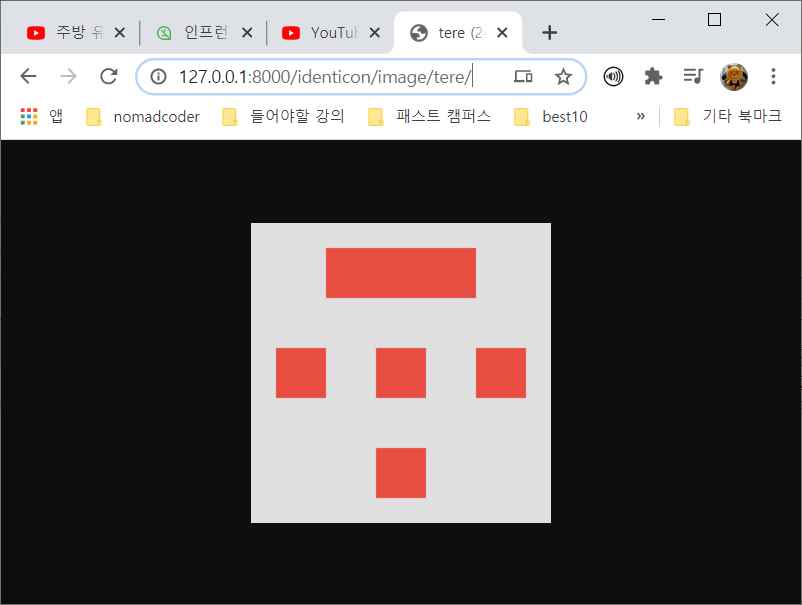 주방 유
인프런
YouTu
tere (2
127.0.0.1:8000/identicon/image/tere/
앱 nomadcoder 들어야할 강의 패스트 캠퍼스 best10 » 기타 북마크